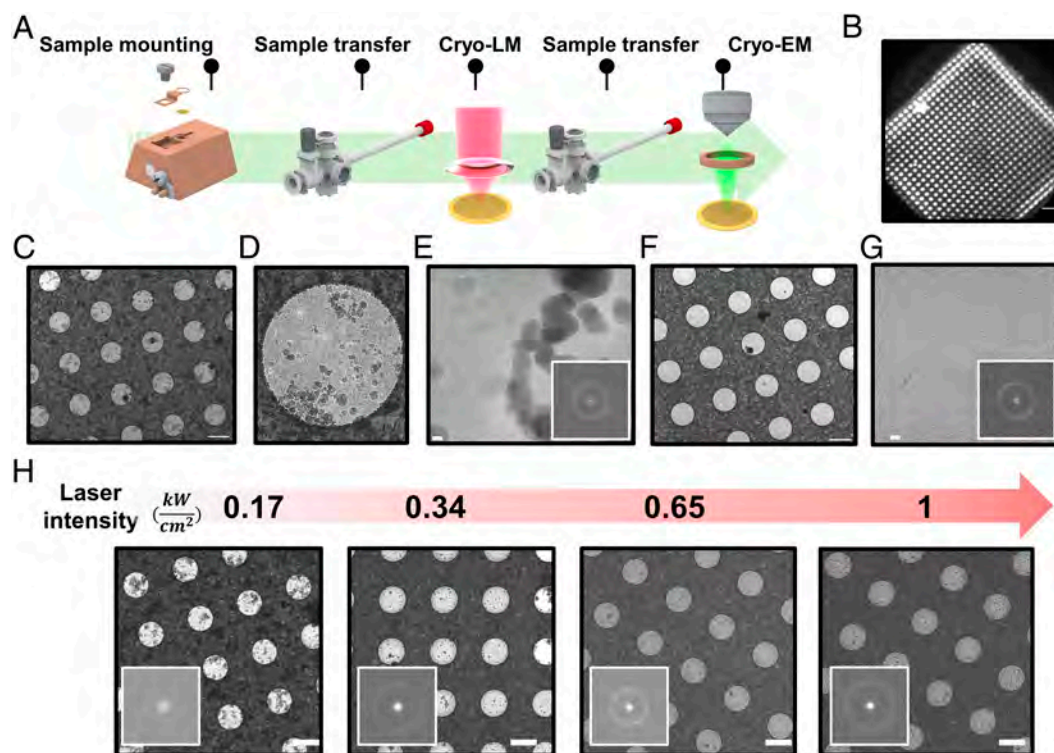 A
Sample mounting
Sample transfer
Cryo-LM
Sample transfer
Cryo-EM
B
C
D
E
F
G
H
Laser intensity (kW/cm²)
0.17
0.34
0.65
1